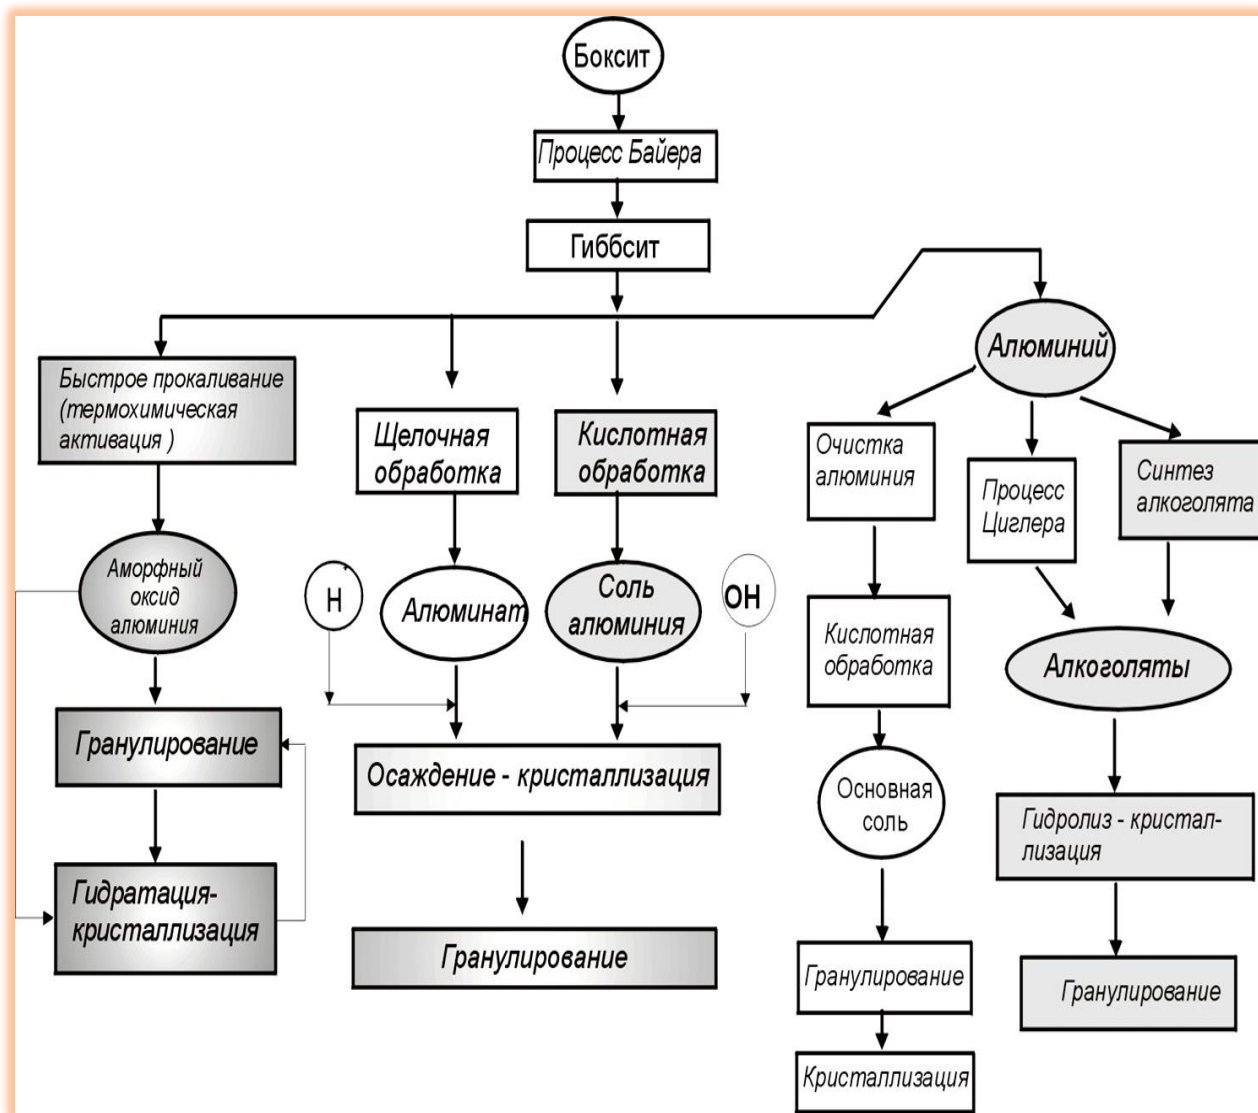 Боксит
Процесс Байера
Гиббсит
Быстрое прокаливание
(термохимическая
активация )
Щелочная
обработка
Кислотная
обработка
Алюминий
Очистка
алюминия
Процесс
Циглера
Синтез
алкоголята
Аморфный
оксид
алюминия
Н
Алюминат
Соль
алюминия
ОН
Кислотная
обработка
Алкоголяты
Гранулирование
Осаждение - кристаллизация
Основная
соль
Гидролиз - кристал-
лизация
Гидратация-
кристаллизация
Гранулирование
Гранулирование
Гранулирование
Кристаллизация